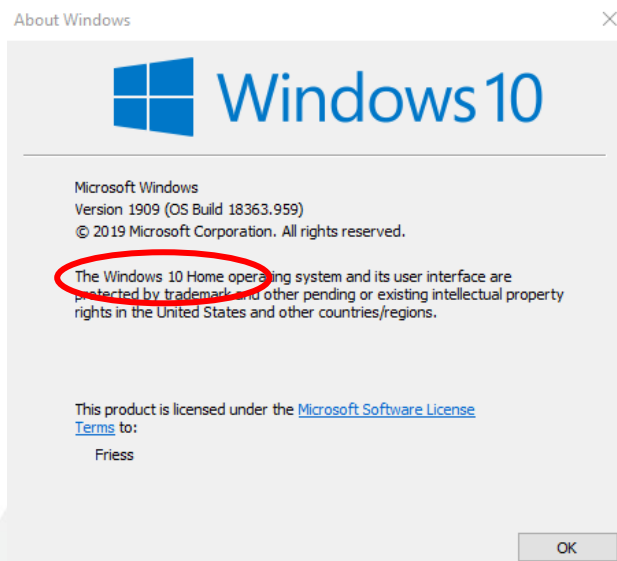 About Windows
Windows 10
Microsoft Windows
Version 1909 (OS Build 18363.959)
© 2019 Microsoft Corporation. All rights reserved.
The Windows 10 Home operating system and its user interface are
protected by trademark and other pending or existing intellectual property
rights in the United States and other countries/regions.
This product is licensed under the Microsoft Software License
Terms to:
Friess
OK